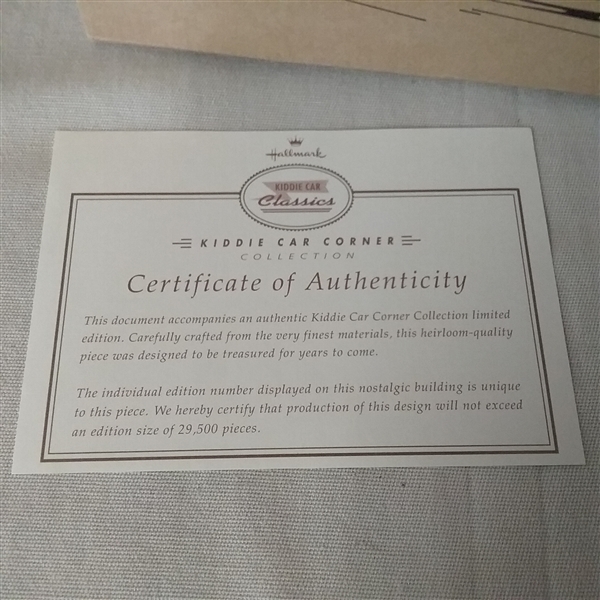 Hallmark
KIDDIE CAR
Classics
KIDDIE CAR CORNER
COLLECTION
Certificate of Authenticity
This document accompanies an authentic Kiddie Car Corner Collection limited
edition. Carefully crafted from the very finest materials, this heirloom-quality
piece was designed to be treasured for years to come.
The individual edition number displayed on this nostalgic building is unique
to this piece. We hereby certify that production of this design will not exceed
an edition size of 29,500 pieces.